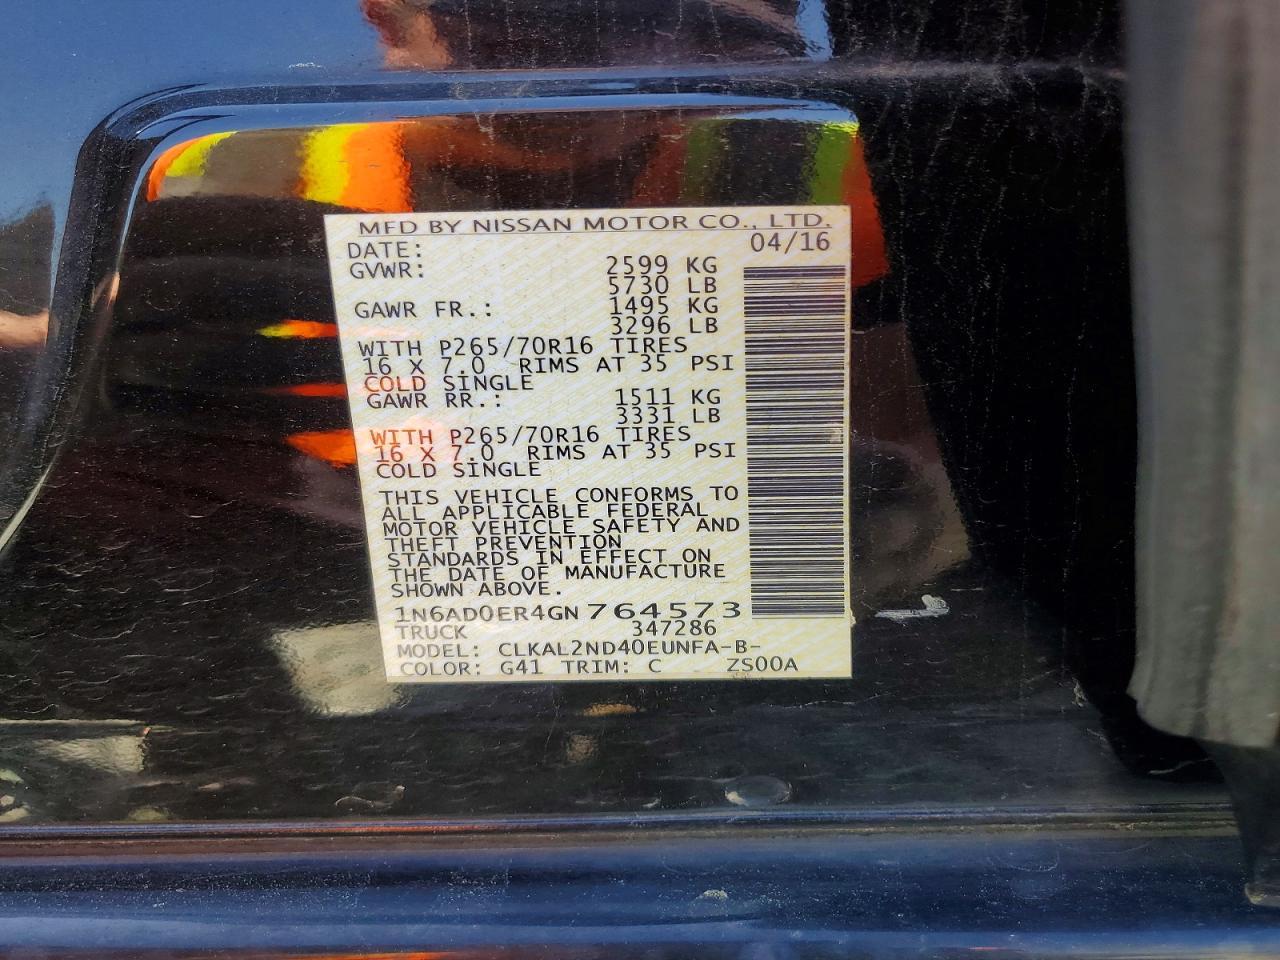 MFD BY NISSAN MOTOR CO., LTD.
DATE: 04/16
GVWR: 2599 KG
5730 LB
GAWR FR.: 1495 KG
3296 LB
WITH P265/70R16 TIRES
16 X 7.0 RIMS AT 35 PSI
COLD SINGLE
GAWR RR.: 1511 KG
3331 LB
WITH P265/70R16 TIRES
16 X 7.0 RIMS AT 35 PSI
COLD SINGLE
THIS VEHICLE CONFORMS TO
ALL APPLICABLE FEDERAL
MOTOR VEHICLE SAFETY AND
THEFT PREVENTION
STANDARDS IN EFFECT ON
THE DATE OF MANUFACTURE
SHOWN ABOVE.
1N6AD0ER4GN764573
TRUCK 347286
MODEL: CLKAL2ND40EUNFA-B-
COLOR: G41 TRIM: C ZS00A